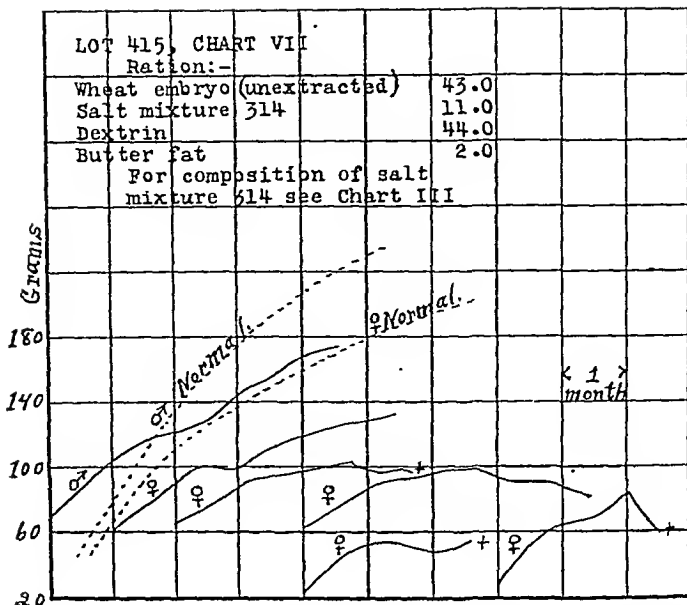 LOT 415, CHART VII
Ration:-
Wheat embryo (unextracted) 43.0
Salt mixture 314 11.0
Dextrin 44.0
Butter fat 2.0
For composition of salt
mixture 314 see Chart III
Grams
♂ Normal.
♀ Normal.
180
140
< 1 >
month
100
♂
♀
♀
♀
+
60
♀
+
♀
+
20